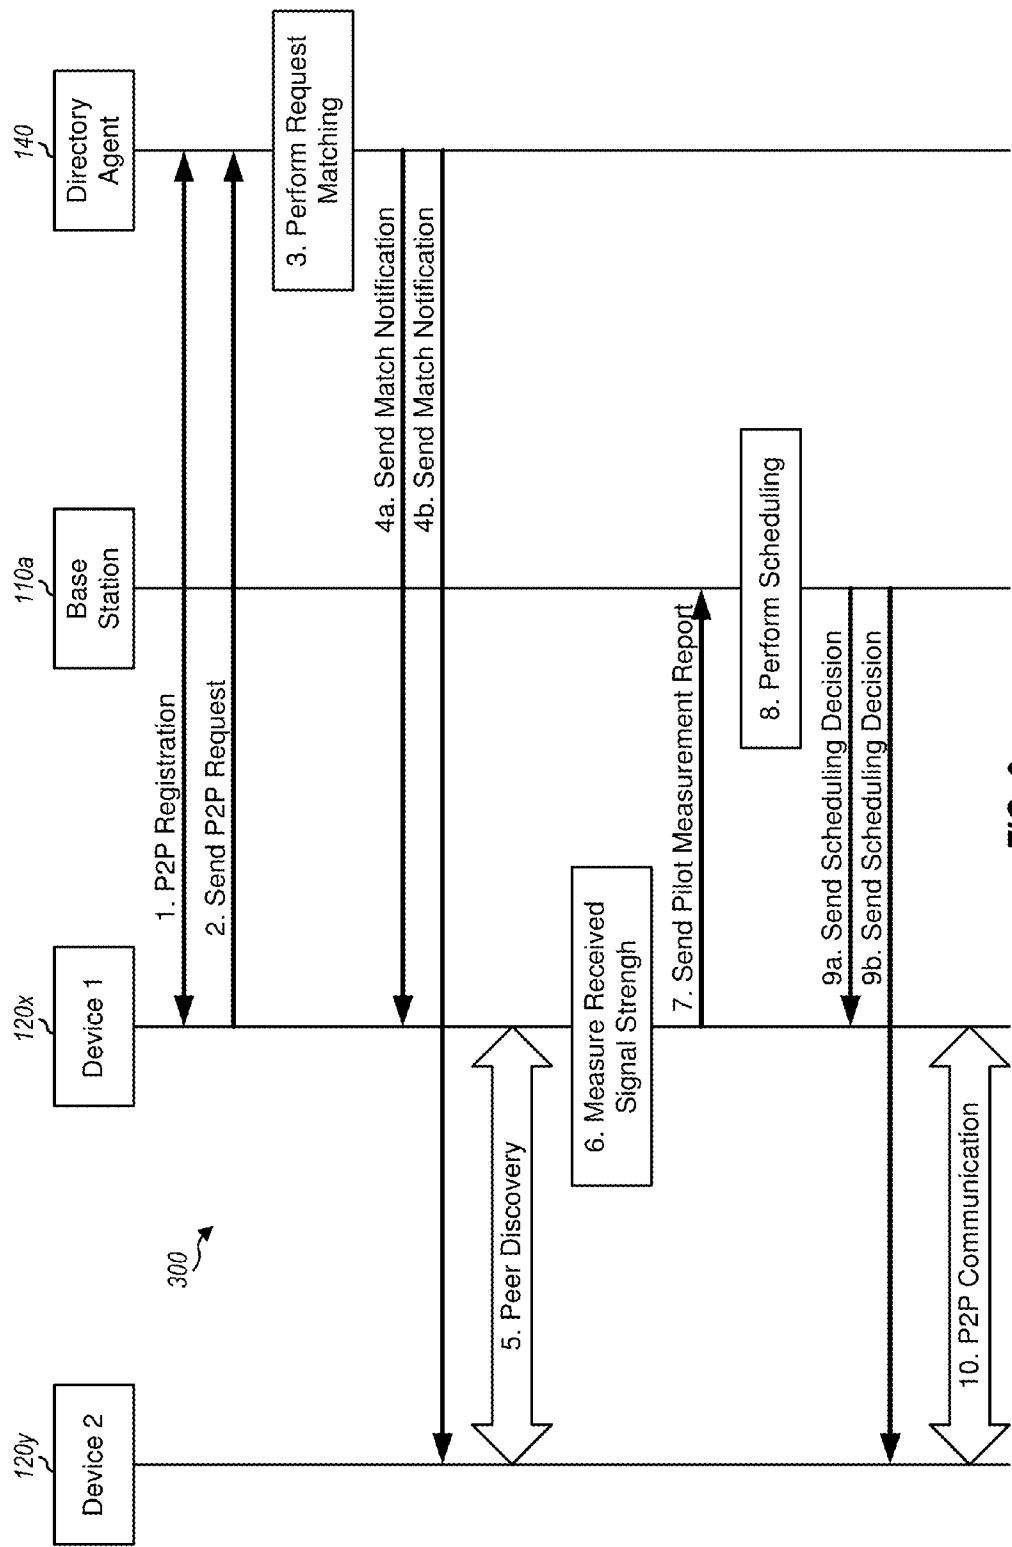 120y
120x
110a
140
Device 2
Device 1
Base
Station
Directory
Agent
300
1. P2P Registration
2. Send P2P Request
3. Perform Request
Matching
4a. Send Match Notification
4b. Send Match Notification
5. Peer Discovery
6. Measure Received
Signal Strengh
7. Send Pilot Measurement Report
8. Perform Scheduling
9a. Send Scheduling Decision
9b. Send Scheduling Decision
10. P2P Communication